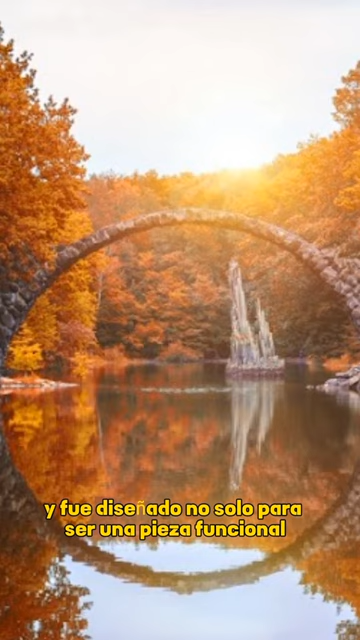 y fue diseñado no solo para
ser una pieza funcional